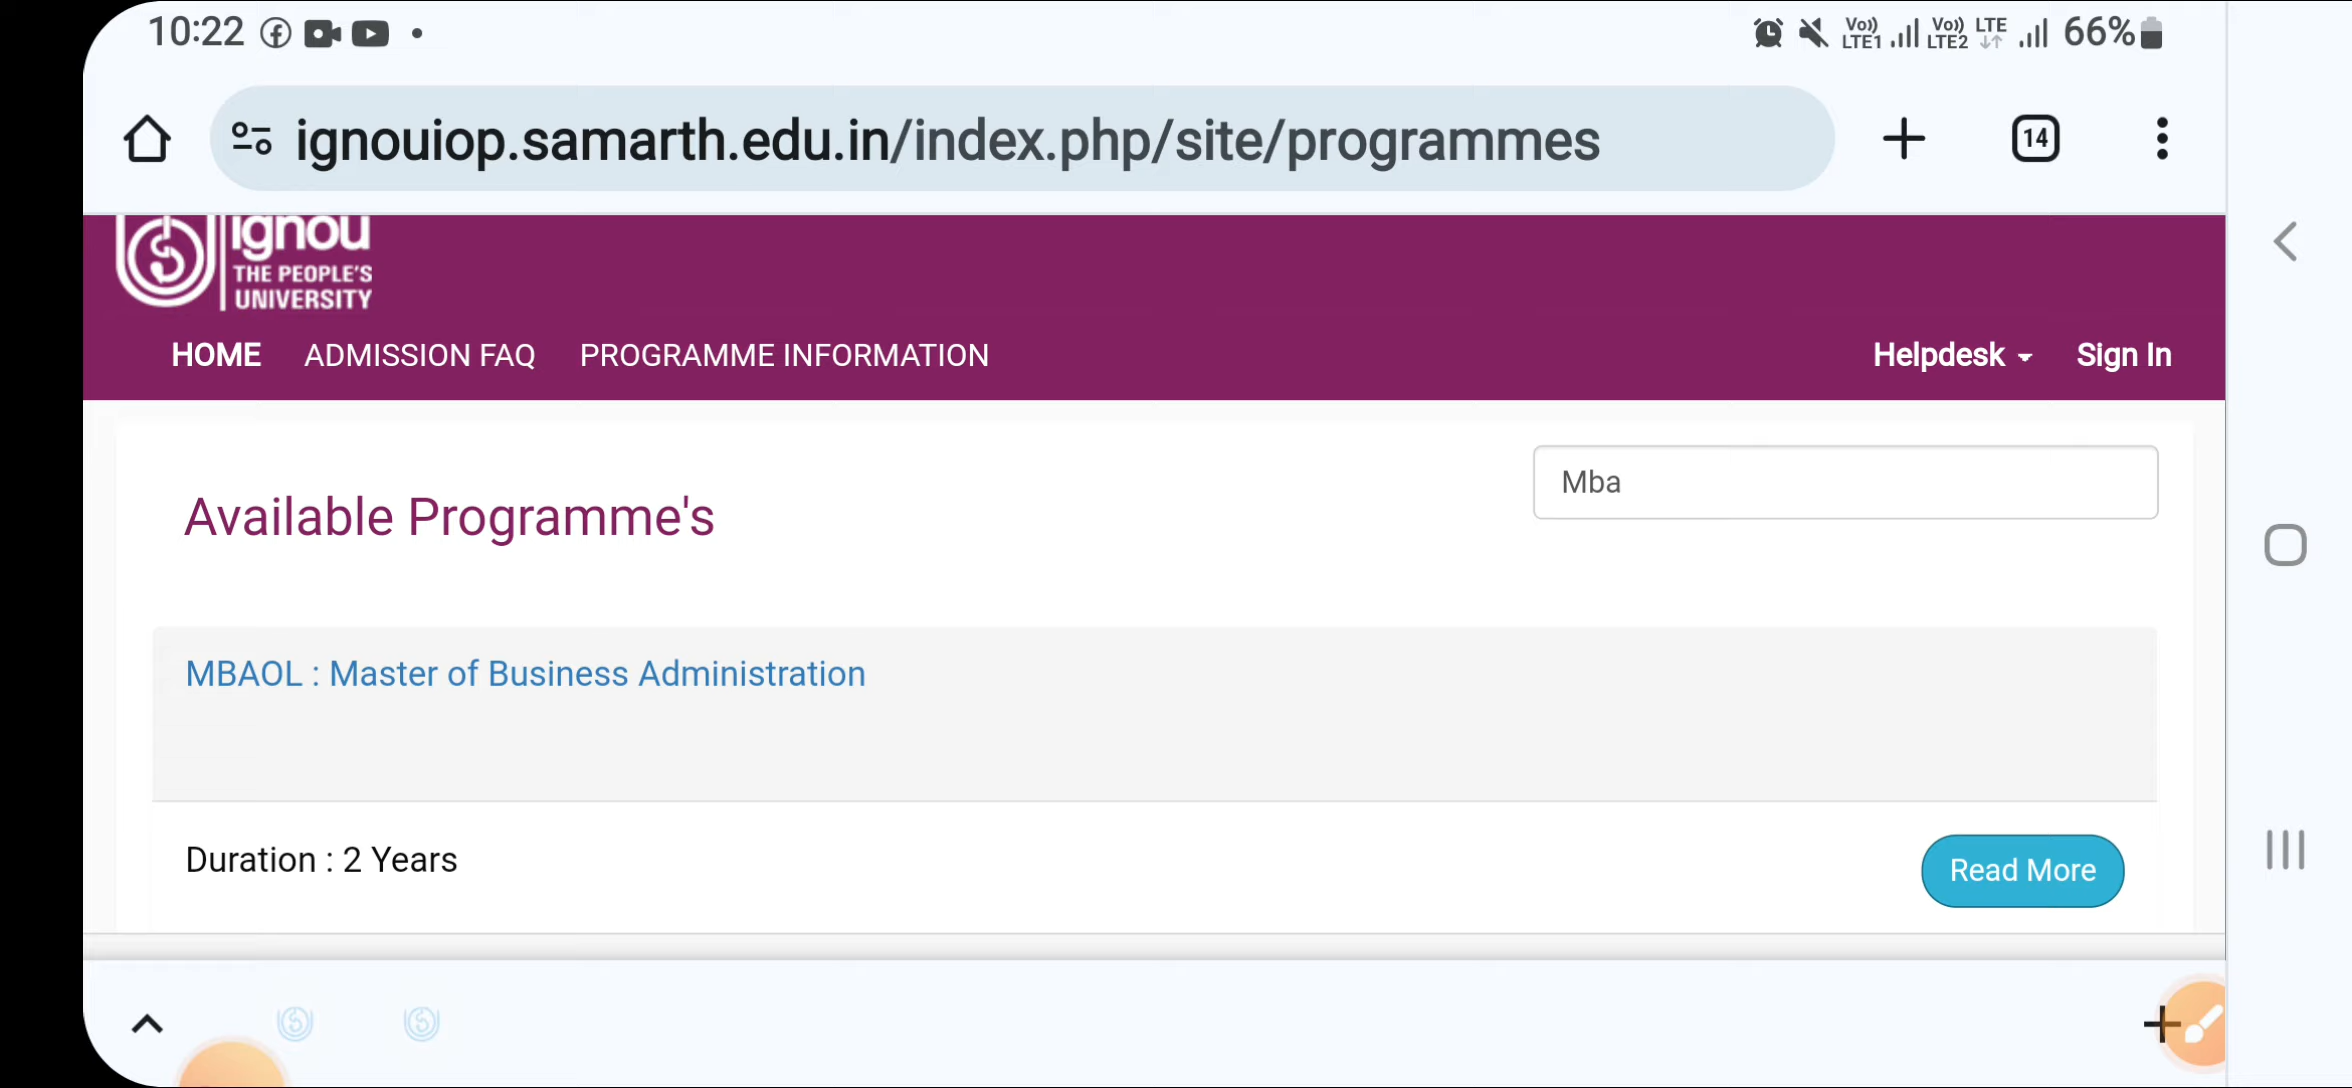 10:22
Vo)) LTE1 Vo)) LTE2 LTE 66%
ignouiop.samarth.edu.in/index.php/site/programmes
14
ignou
THE PEOPLE'S
UNIVERSITY
HOME ADMISSION FAQ PROGRAMME INFORMATION Helpdesk Sign In
Mba
Available Programme's
MBAOL : Master of Business Administration
Duration : 2 Years
Read More